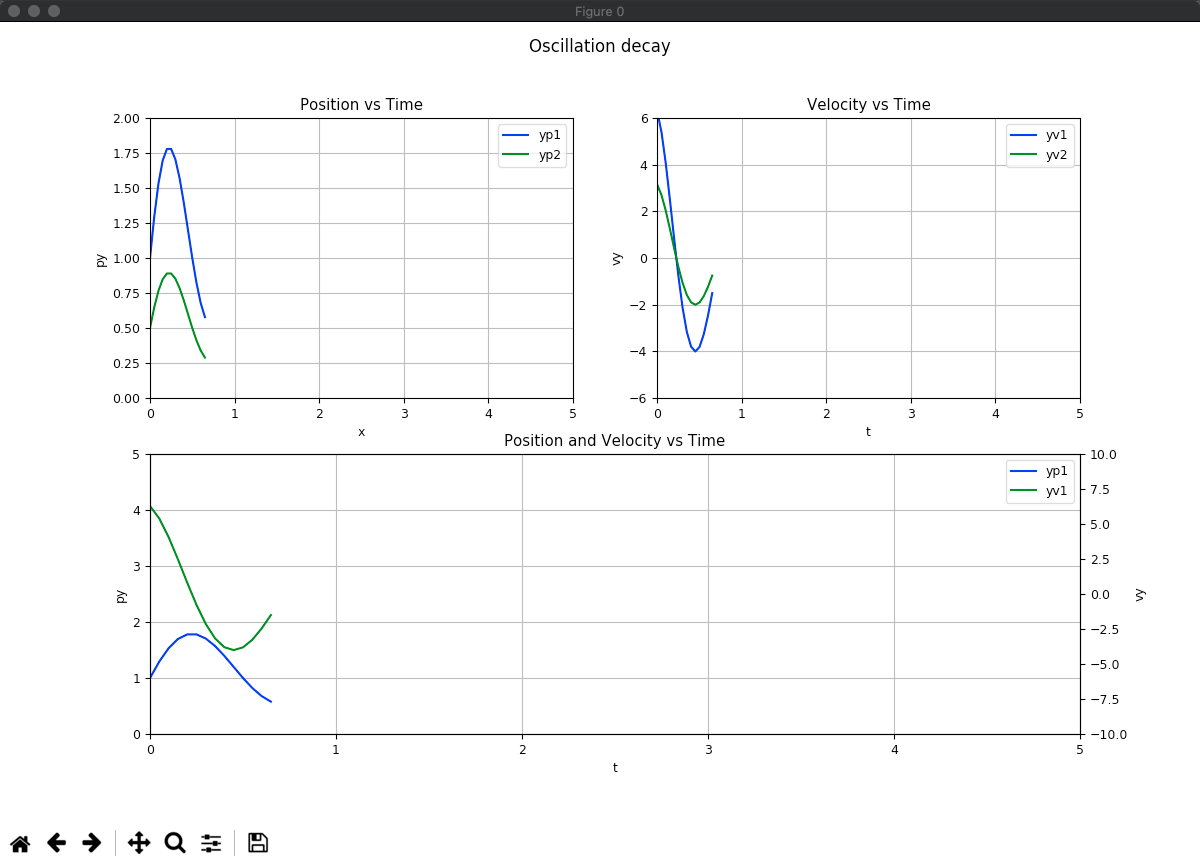 Figure 0
Oscillation decay
Position vs Time
2.00
1.75
1.50
1.25
1.00
0.75
0.50
0.25
0.00
py
0 1 2 3 4 5
x
yp1
yp2
Velocity vs Time
6
4
2
0
−2
−4
−6
vy
0 1 2 3 4 5
t
yv1
yv2
Position and Velocity vs Time
5
4
3
2
1
0
py
0 1 2 3 4 5
t
yp1
yv1
10.0
7.5
5.0
2.5
0.0
−2.5
−5.0
−7.5
−10.0
vy